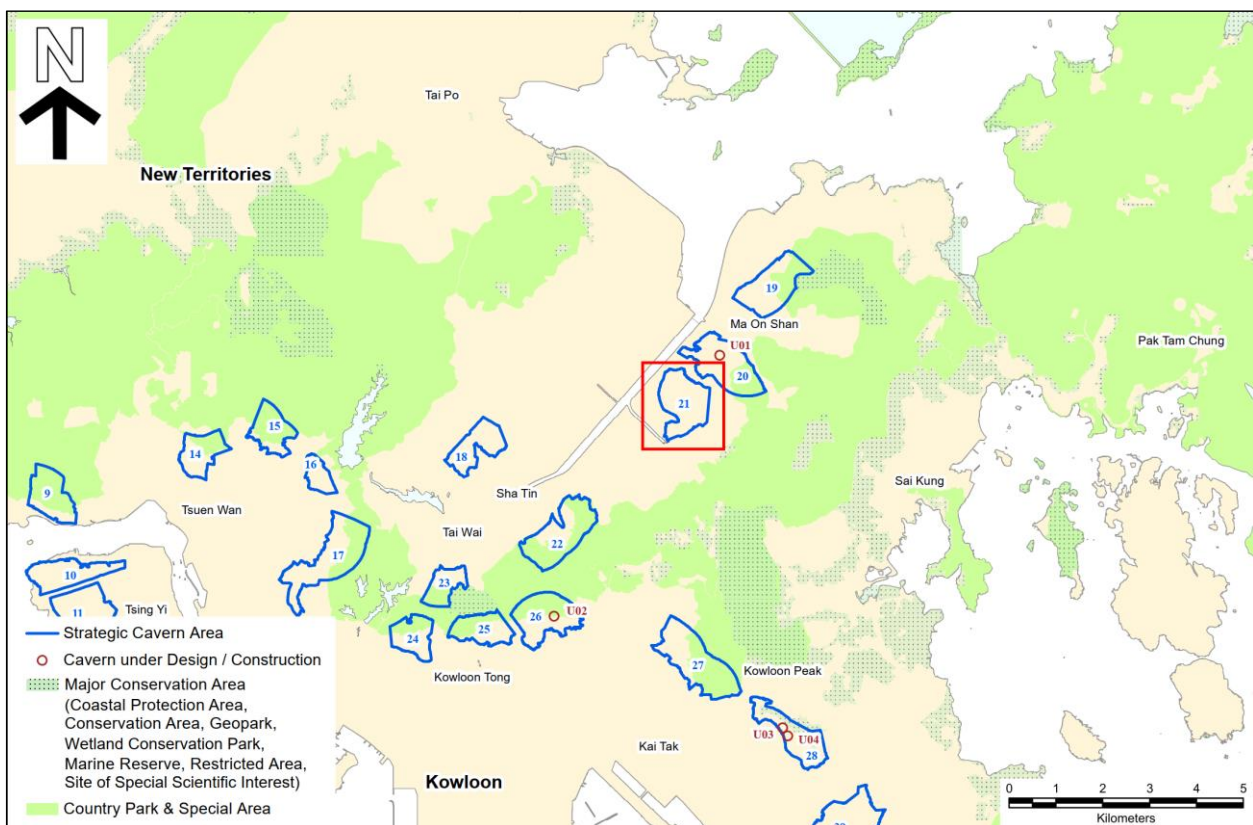 N
Tai Po
New Territories
19
Ma On Shan
U01
Pak Tam Chung
20
21
15
14
16
18
9
Sai Kung
Sha Tin
Tsuen Wan
Tai Wai
17
22
10
23
11
Tsing Yi
26
U02
25
24
27
Kowloon Tong
Kowloon Peak
U03
U04
28
Kai Tak
Kowloon
Strategic Cavern Area
Cavern under Design / Construction
Major Conservation Area
(Coastal Protection Area,
Conservation Area, Geopark,
Wetland Conservation Park,
Marine Reserve, Restricted Area,
Site of Special Scientific Interest)
Country Park & Special Area
0 1 2 3 4 5
Kilometers